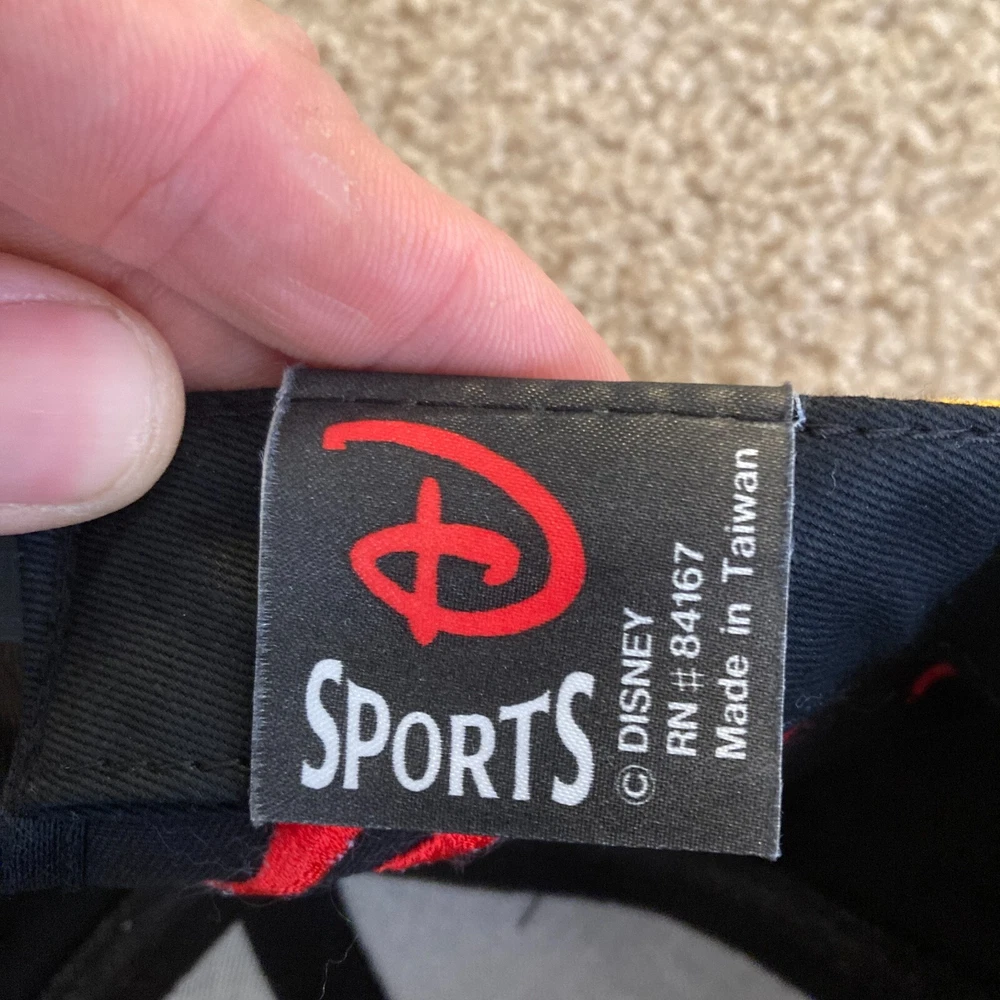 D
SPORTS
© DISNEY
RN # 84167
Made in Taiwan